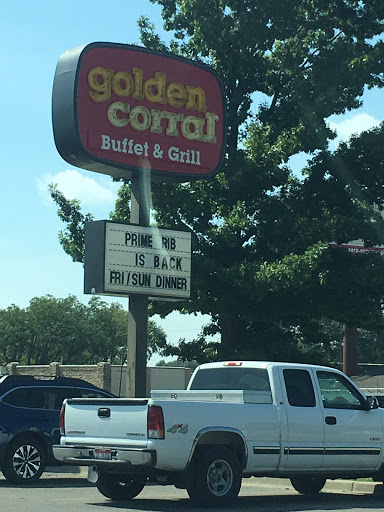 golden
corral
Buffet & Grill
PRIME RIB
IS BACK
FRI/SUN DINNER
4x4